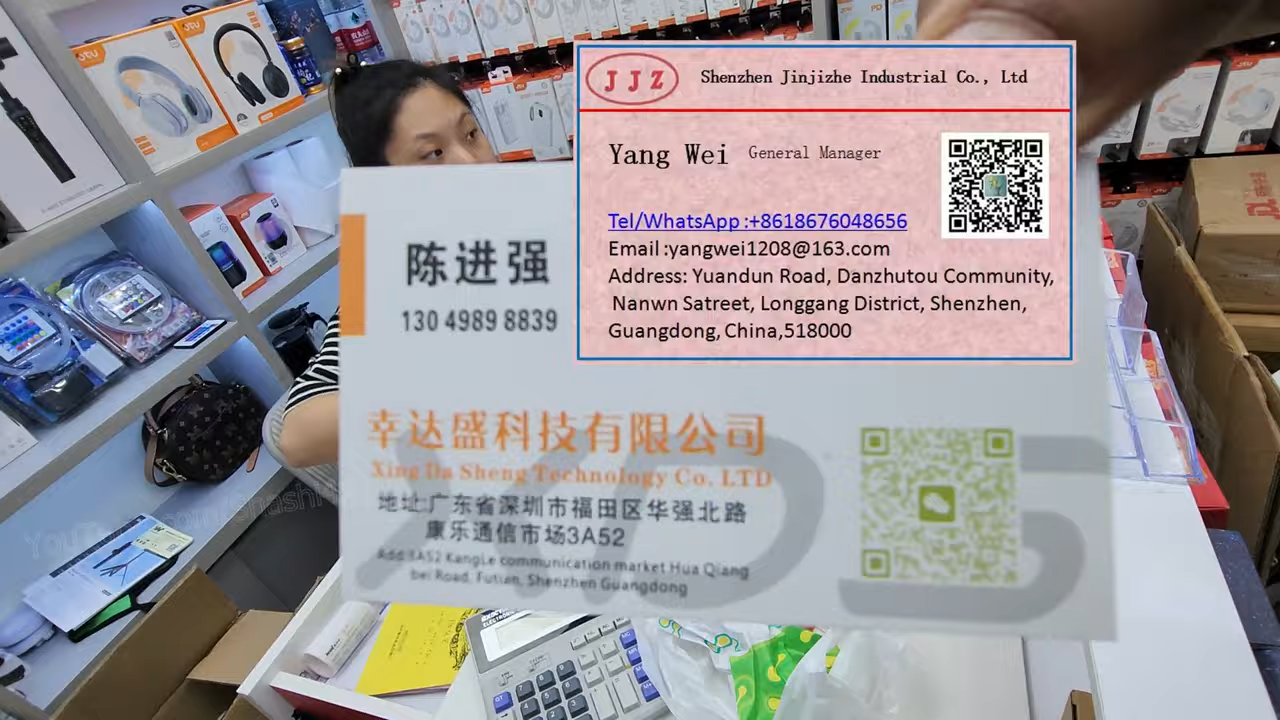 JJZ
Shenzhen Jinjizhe Industrial Co., Ltd
Yang Wei General Manager
Tel/WhatsApp :+8618676048656
Email :yangwei1208@163.com
Address: Yuandun Road, Danzhutou Community,
Nanwn Satreet, Longgang District, Shenzhen,
Guangdong, China,518000
陈进强
130 4989 8839
幸达盛科技有限公司
Xing Da Sheng Technology Co. LTD
地址:广东省深圳市福田区华强北路
康乐通信市场3A52
Add:3A52 KangLe communication market Hua Qiang
bei Road, Futian, Shenzhen Guangdong
XDS